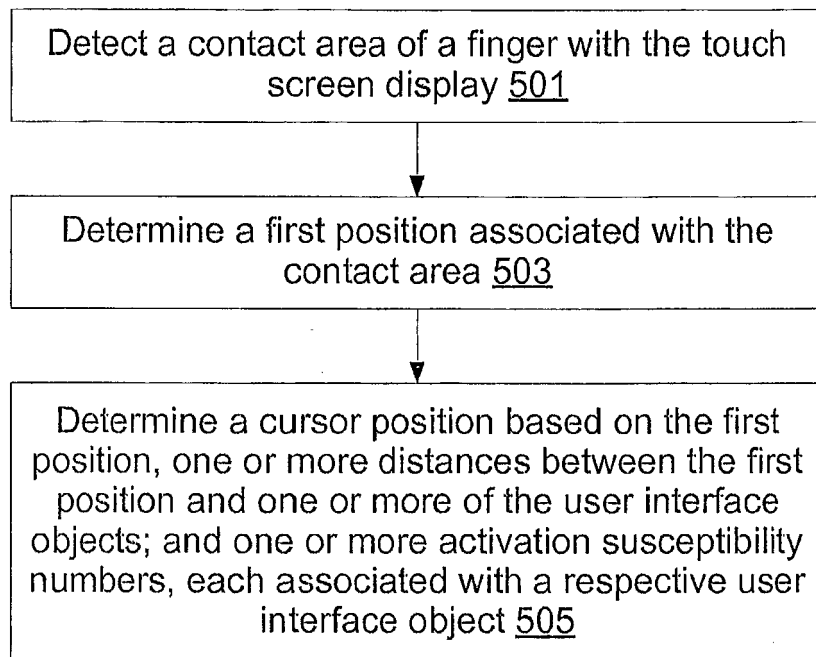 Detect a contact area of a finger with the touch
screen display 501
Determine a first position associated with the
contact area 503
Determine a cursor position based on the first
position, one or more distances between the first
position and one or more of the user interface
objects; and one or more activation susceptibility
numbers, each associated with a respective user
interface object 505